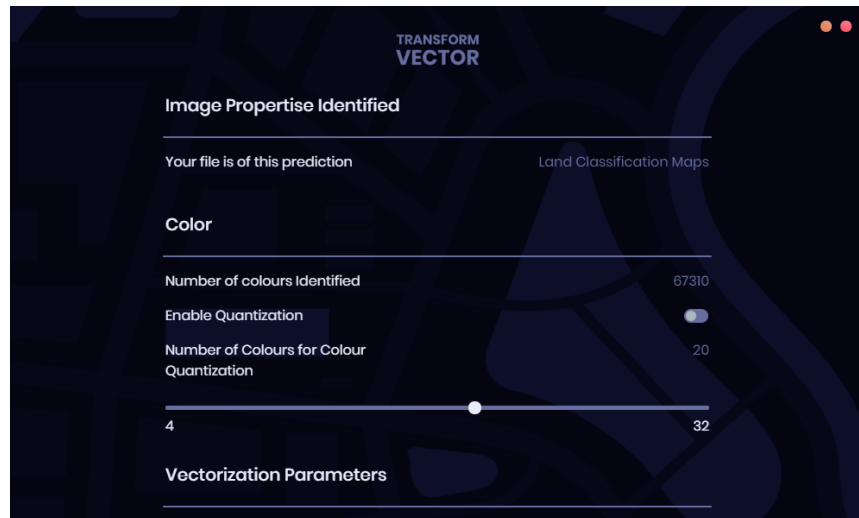 TRANSFORM
VECTOR
Image Propertise Identified
Your file is of this prediction
Land Classification Maps
Color
Number of colours Identified
67310
Enable Quantization
Number of Colours for Colour
Quantization
20
4
32
Vectorization Parameters